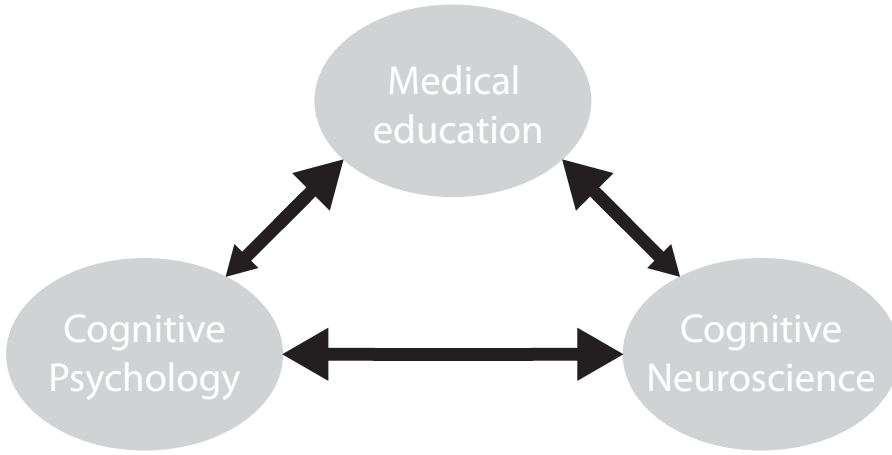 Medical
education
Cognitive
Psychology
Cognitive
Neuroscience